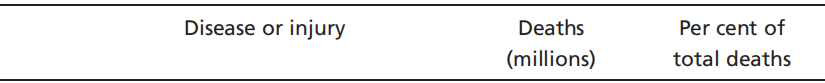 Disease or injury Deaths Per cent of
(millions) total deaths